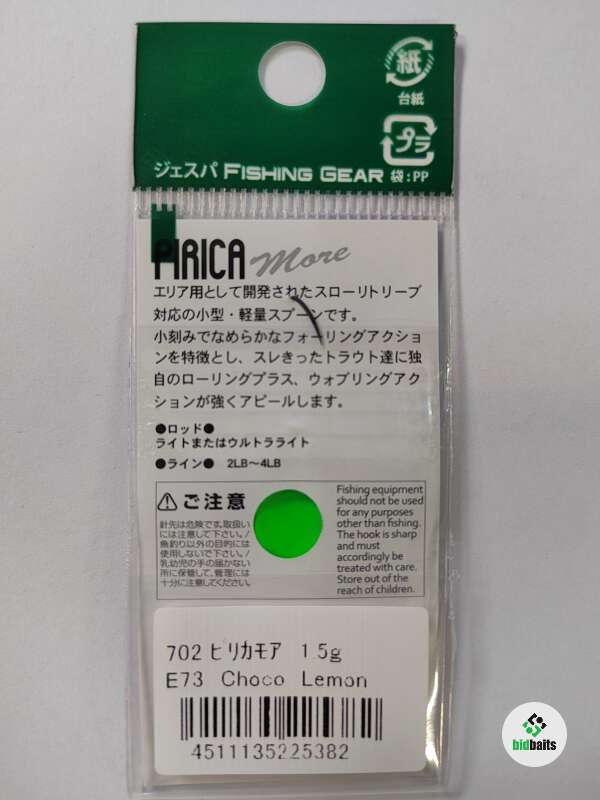 紙
台紙
プラ
ジェスパ FISHING GEAR 袋:PP
PIRICA more
エリア用として開発されたスローリトリーブ
対応の小型・軽量スプーンです。
小刻みでなめらかなフォーリングアクショ
ンを特徴とし、スレきったトラウト達に独
自のローリングプラス、ウォブリングアク
ションが強くアピールします。
●ロッド●
ライトまたはウルトラライト
●ライン● 2LB～4LB
ご注意
針先は危険です。取扱い
には注意して下さい。/
魚釣り以外の目的には
使用しないで下さい。/
乳幼児の手の届かない
所に保管して、管理には
十分に注意してください。
Fishing equipment
should not be used
for any purposes
other than fishing.
The hook is sharp
and must
accordingly be
treated with care.
Store out of the
reach of children.
702 ピリカモア 1.5g
E73 Choco Lemon
4511135225382
bidbaits